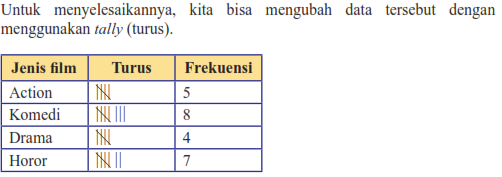 Untuk menyelesaikannya, kita bisa mengubah data tersebut dengan
menggunakan tally (turus).
Jenis film Turus Frekuensi
Action 5
Komedi 8
Drama 4
Horor 7